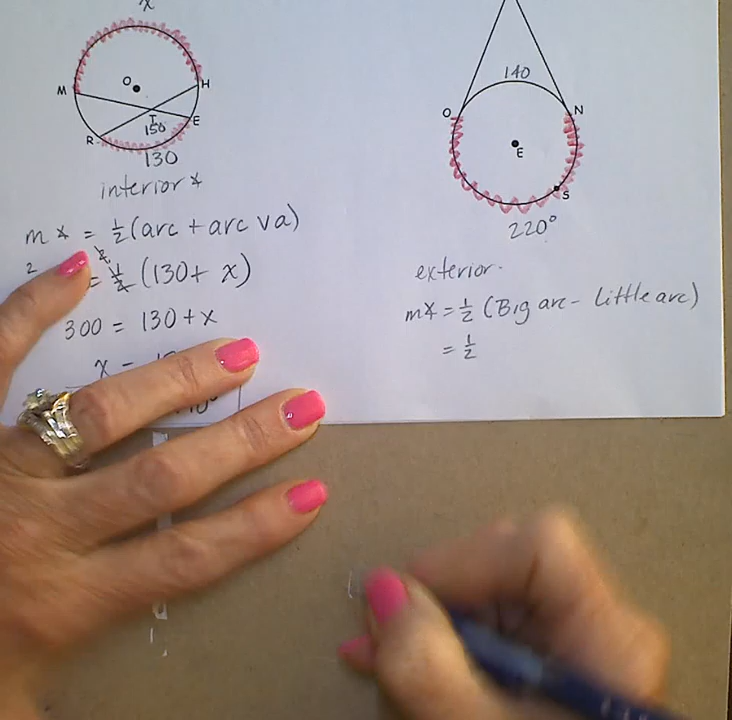 x
O
M
H
I
150
E
R
130
interior ∡
m∡ = ½(arc + arc va)
2
= ½ (130 + x)
300 = 130 + x
x =
140
O
N
E
S
220°
exterior.
m∡ = ½ (Big arc - Little arc)
= ½